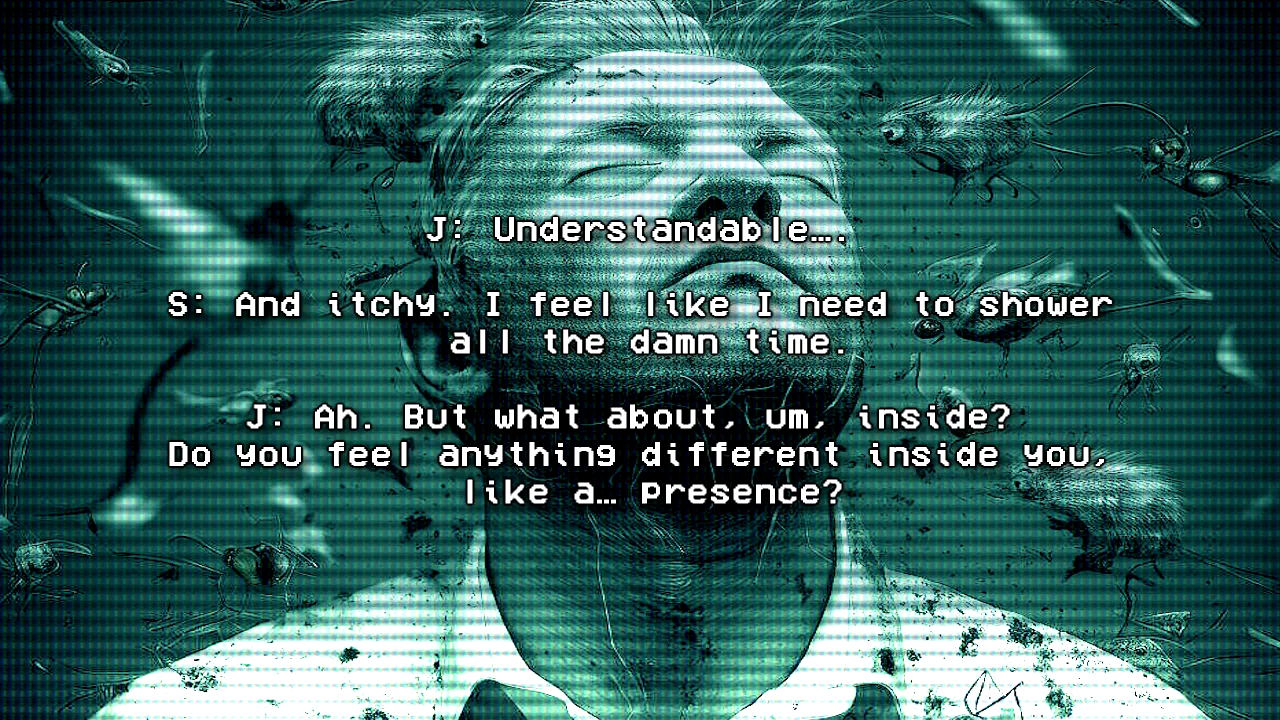 J: Understandable….
S: And itchy. I feel like I need to shower
all the damn time.
J: Ah. But what about, um, inside?
Do you feel anything different inside you,
like a… presence?